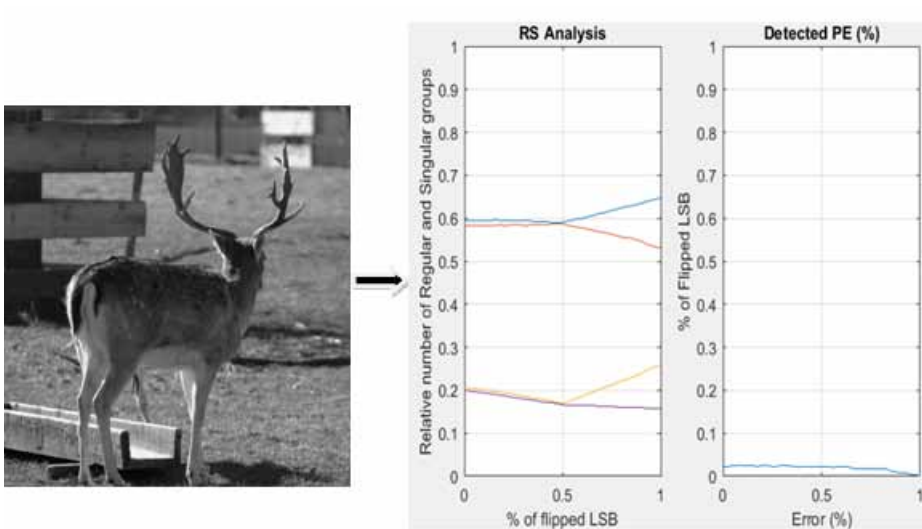 RS Analysis
Relative number of Regular and Singular groups
1
0.9
0.8
0.7
0.6
0.5
0.4
0.3
0.2
0.1
0
0 0.5 1
% of flipped LSB
Detected PE (%)
% of Flipped LSB
1
0.9
0.8
0.7
0.6
0.5
0.4
0.3
0.2
0.1
0
0 0.5 1
Error (%)